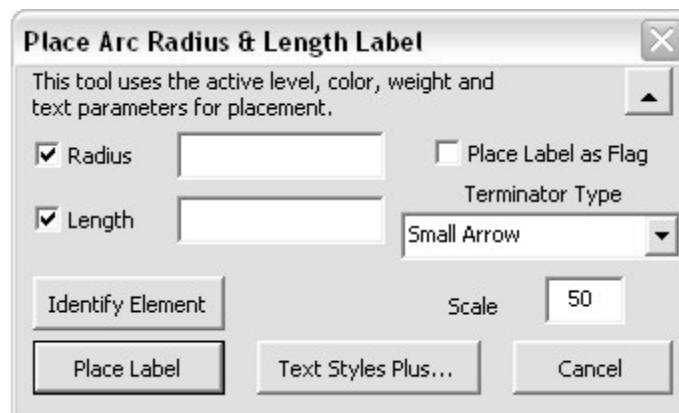 Place Arc Radius & Length Label
This tool uses the active level, color, weight and
text parameters for placement.
Radius
Place Label as Flag
Terminator Type
Length
Small Arrow
Identify Element
Scale
50
Place Label
Text Styles Plus...
Cancel